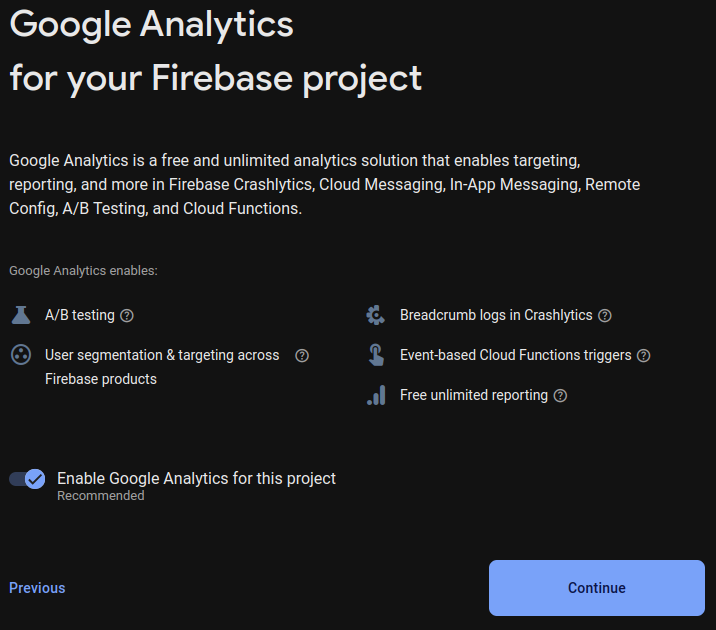 Google Analytics
for your Firebase project
Google Analytics is a free and unlimited analytics solution that enables targeting,
reporting, and more in Firebase Crashlytics, Cloud Messaging, In-App Messaging, Remote
Config, A/B Testing, and Cloud Functions.
Google Analytics enables:
A/B testing
User segmentation & targeting across
Firebase products
Breadcrumb logs in Crashlytics
Event-based Cloud Functions triggers
Free unlimited reporting
Enable Google Analytics for this project
Recommended
Previous
Continue